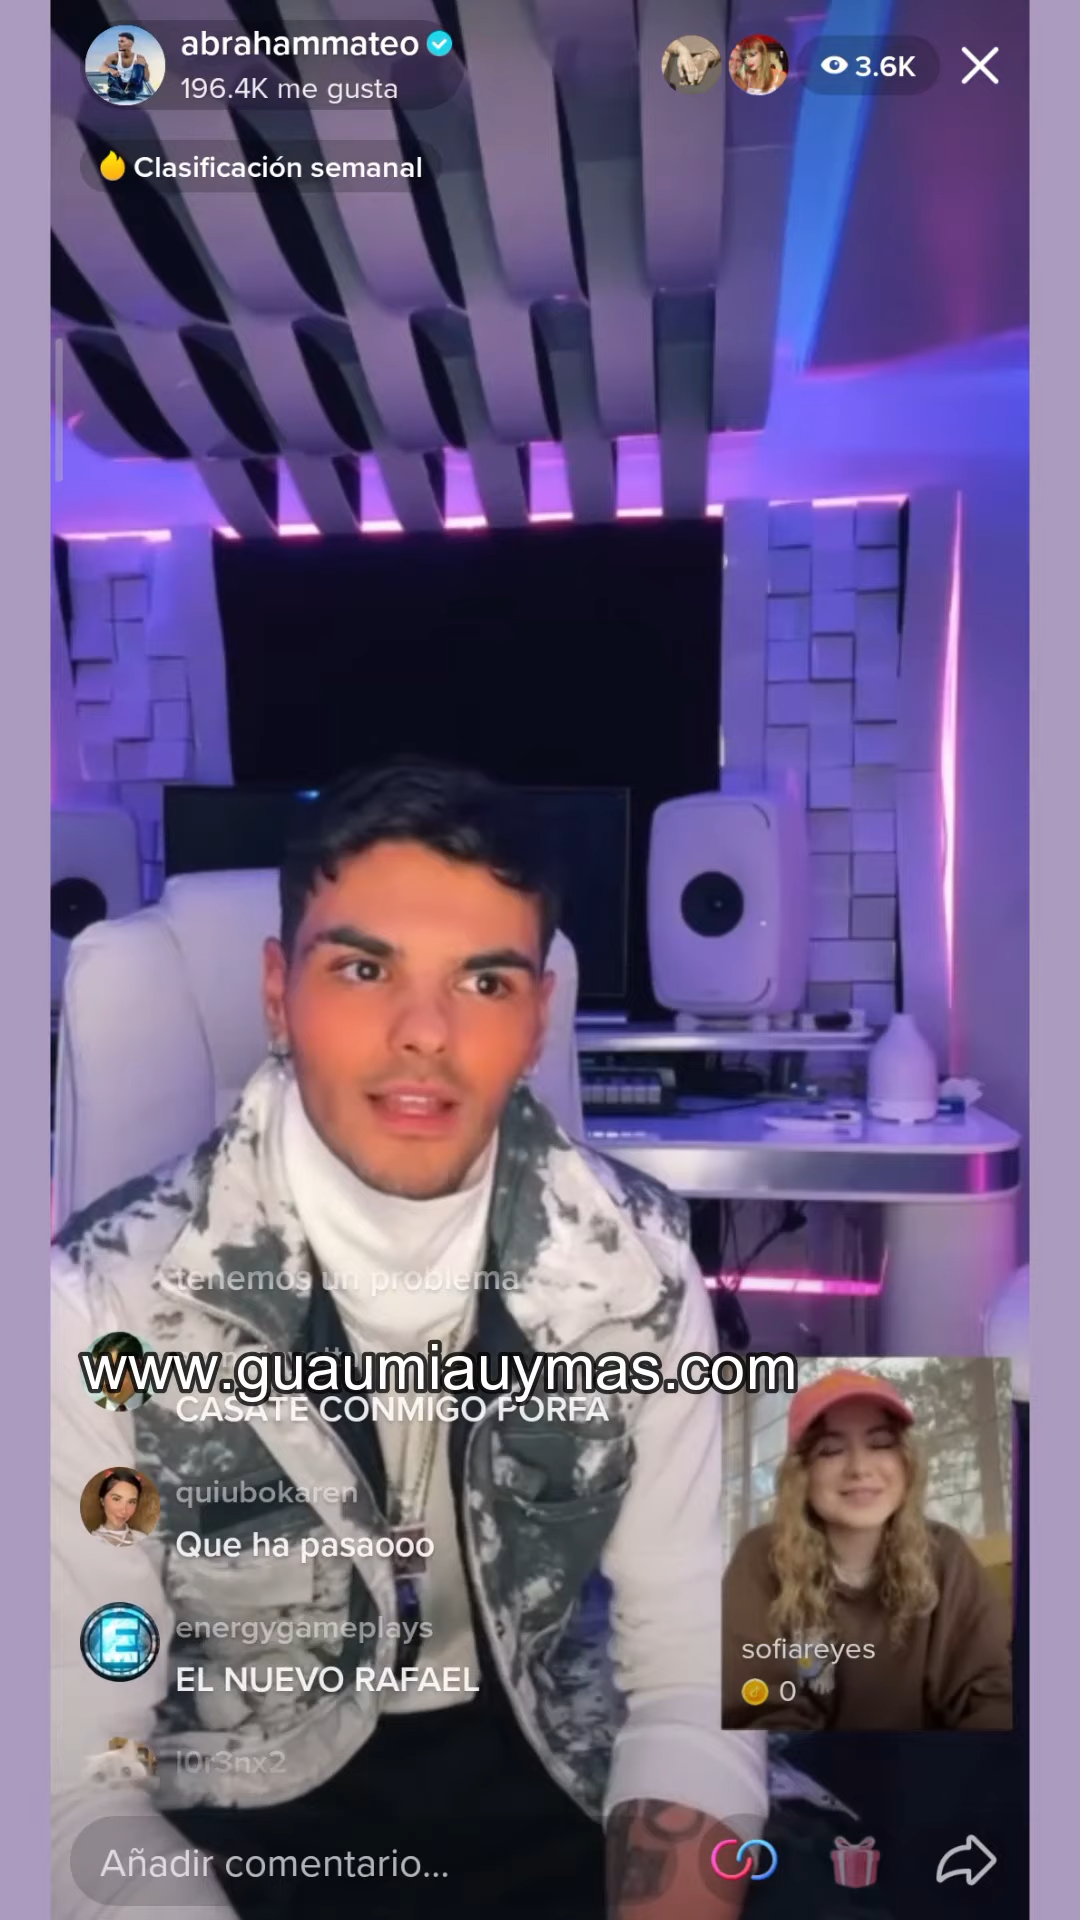 abrahammateo
196.4K me gusta
3.6K
Clasificación semanal
tenemos un problema
www.guaumiauymas.com
CASATE CONMIGO PORFA
quiubokaren
Que ha pasaooo
energygameplays
EL NUEVO RAFAEL
l0r3nx2
sofiareyes
0
Añadir comentario...